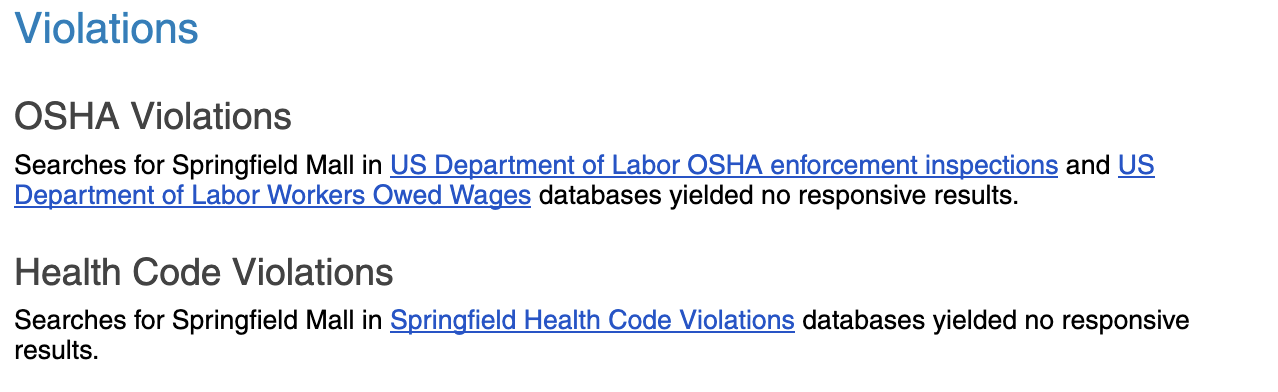 Violations
OSHA Violations
Searches for Springfield Mall in US Department of Labor OSHA enforcement inspections and US
Department of Labor Workers Owed Wages databases yielded no responsive results.
Health Code Violations
Searches for Springfield Mall in Springfield Health Code Violations databases yielded no responsive
results.